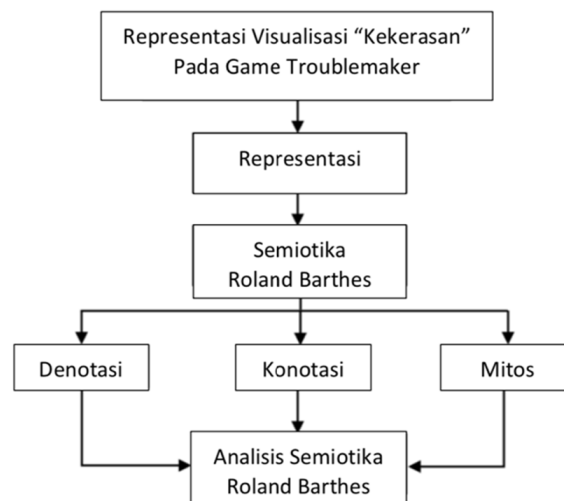 Representasi Visualisasi “Kekerasan”
Pada Game Troublemaker
Representasi
Semiotika
Roland Barthes
Denotasi
Konotasi
Mitos
Analisis Semiotika
Roland Barthes